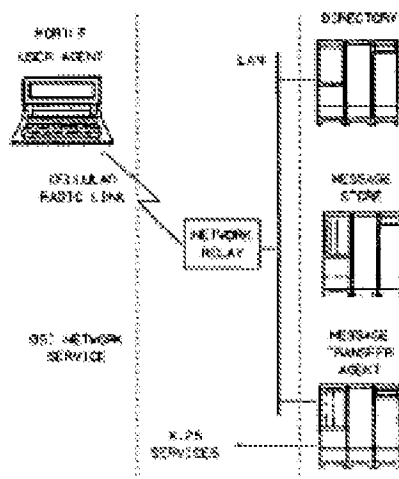 MOBILE
USER AGENT
CELLULAR
RADIO LINK
OSI NETWORK
SERVICE
NETWORK
RELAY
LAN
X.25
SERVICES
DIRECTORY
MESSAGE
STORE
MESSAGE
TRANSFER
AGENT